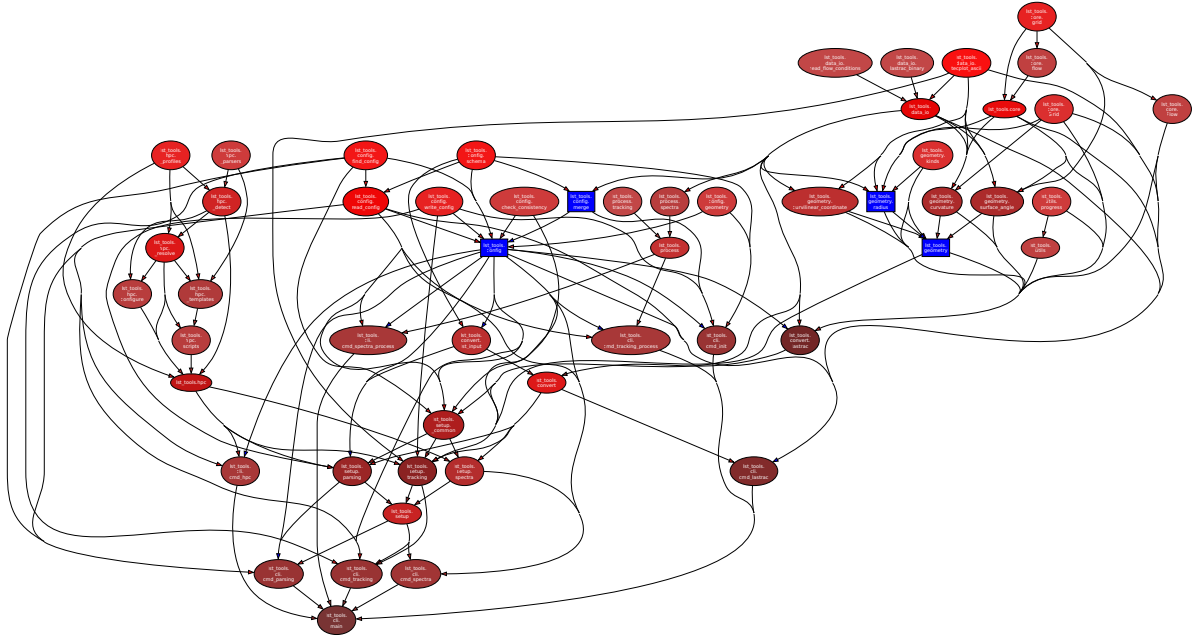 lst_tools.
core.
grid
lst_tools.
data_io.
read_flow_conditions
lst_tools.
data_io.
lastrac_binary
lst_tools.
data_io.
tecplot_ascii
lst_tools.
core.
flow
lst_tools.
data_io
lst_tools.core
lst_tools.
core.
lst_tools.
core.
flow
lst_tools.
hpc.
_profiles
lst_tools.
hpc.
_parsers
lst_tools.
config.
find_config
lst_tools.
config.
schema
lst_tools.
geometry.
kinds
lst_tools.
hpc.
_detect
lst_tools.
config.
read_config
lst_tools.
config.
write_config
lst_tools.
config.
check_consistency
lst_tools.
config.
merge
lst_tools.
process.
tracking
lst_tools.
process.
spectra
lst_tools.
config.
geometry
lst_tools.
geometry.
curvilinear_coordinate
lst_tools.
geometry.
radius
lst_tools.
geometry.
curvature
lst_tools.
geometry.
surface_angle
lst_tools.
utils.
progress
lst_tools.
hpc.
_resolve
lst_tools.
config
lst_tools.
process
lst_tools.
geometry
lst_tools.
utils
lst_tools.
hpc.
configure
lst_tools.
hpc.
_templates
lst_tools.
hpc.
scripts
lst_tools.
cli.
cmd_spectra_process
lst_tools.
convert.
lst_input
lst_tools.
cli.
cmd_tracking_process
lst_tools.
cli.
cmd_init
lst_tools.
convert.
lastrac
lst_tools.hpc
lst_tools.
convert
lst_tools.
setup.
_common
lst_tools.
cli.
cmd_hpc
lst_tools.
setup.
parsing
lst_tools.
setup.
tracking
lst_tools.
setup.
spectra
lst_tools.
cli.
cmd_lastrac
lst_tools.
setup
lst_tools.
cli.
cmd_parsing
lst_tools.
cli.
cmd_tracking
lst_tools.
cli.
cmd_spectra
lst_tools.
cli.
main